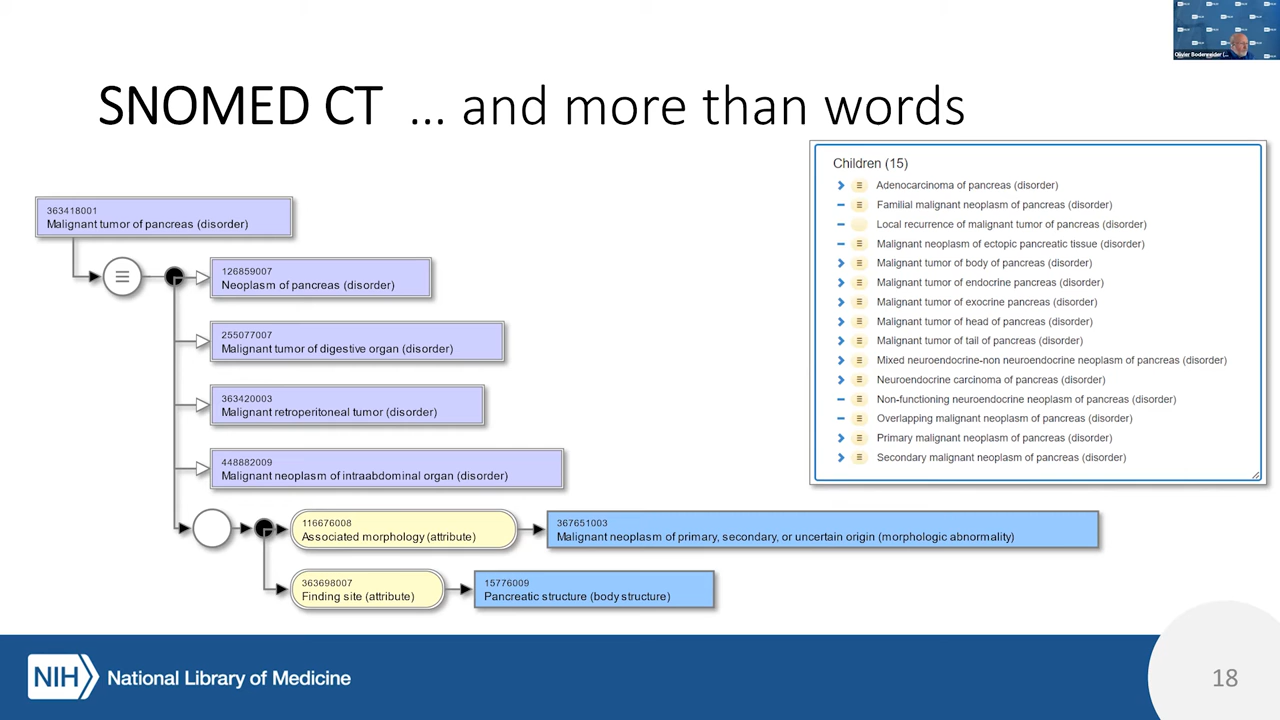 Olivier Bodenreider (...
SNOMED CT ... and more than words
363418001
Malignant tumor of pancreas (disorder)
126859007
Neoplasm of pancreas (disorder)
255077007
Malignant tumor of digestive organ (disorder)
363420003
Malignant retroperitoneal tumor (disorder)
448882009
Malignant neoplasm of intraabdominal organ (disorder)
116676008
Associated morphology (attribute)
367651003
Malignant neoplasm of primary, secondary, or uncertain origin (morphologic abnormality)
363698007
Finding site (attribute)
15776009
Pancreatic structure (body structure)
Children (15)
Adenocarcinoma of pancreas (disorder)
Familial malignant neoplasm of pancreas (disorder)
Local recurrence of malignant tumor of pancreas (disorder)
Malignant neoplasm of ectopic pancreatic tissue (disorder)
Malignant tumor of body of pancreas (disorder)
Malignant tumor of endocrine pancreas (disorder)
Malignant tumor of exocrine pancreas (disorder)
Malignant tumor of head of pancreas (disorder)
Malignant tumor of tail of pancreas (disorder)
Mixed neuroendocrine-non neuroendocrine neoplasm of pancreas (disorder)
Neuroendocrine carcinoma of pancreas (disorder)
Non-functioning neuroendocrine neoplasm of pancreas (disorder)
Overlapping malignant neoplasm of pancreas (disorder)
Primary malignant neoplasm of pancreas (disorder)
Secondary malignant neoplasm of pancreas (disorder)
NIH National Library of Medicine
18